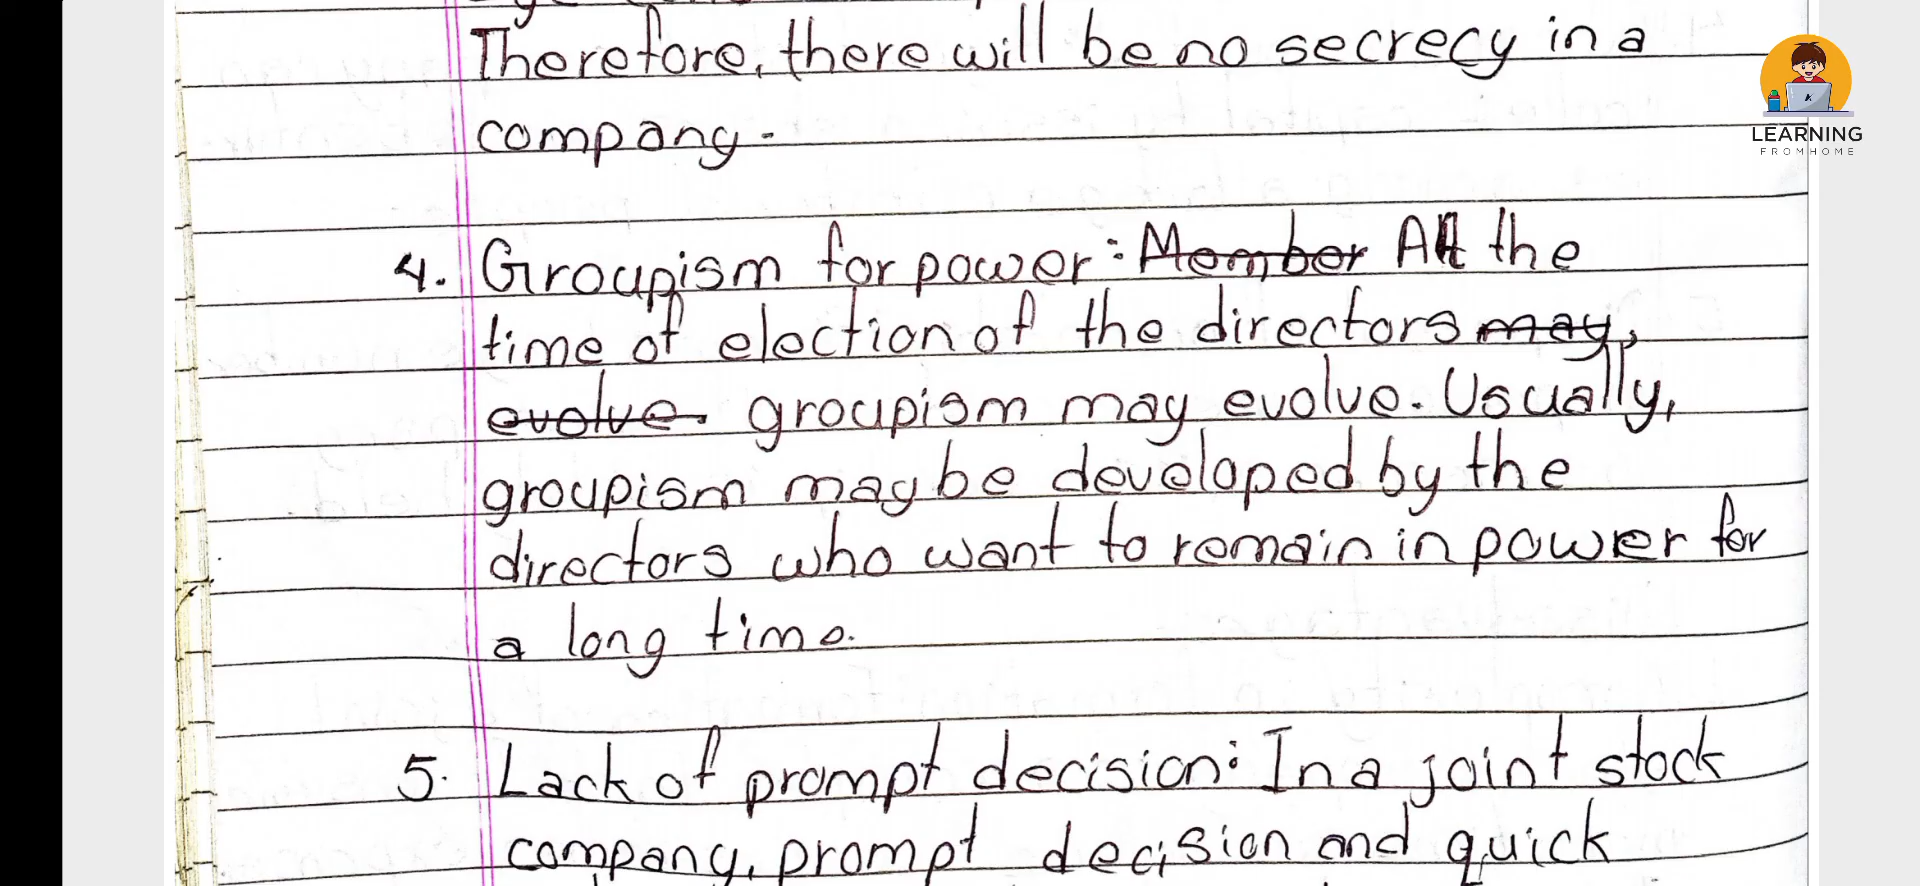 Therefore, there will be no secrecy in a
company.
4. Groupism for power: Member At the
time of election of the directors may,
evolve. groupism may evolve. Usually,
groupism may be developed by the
directors who want to remain in power for
a long time.
5. Lack of prompt decision: In a joint stock
company, prompt decision and quick
LEARNING
FROMHOME